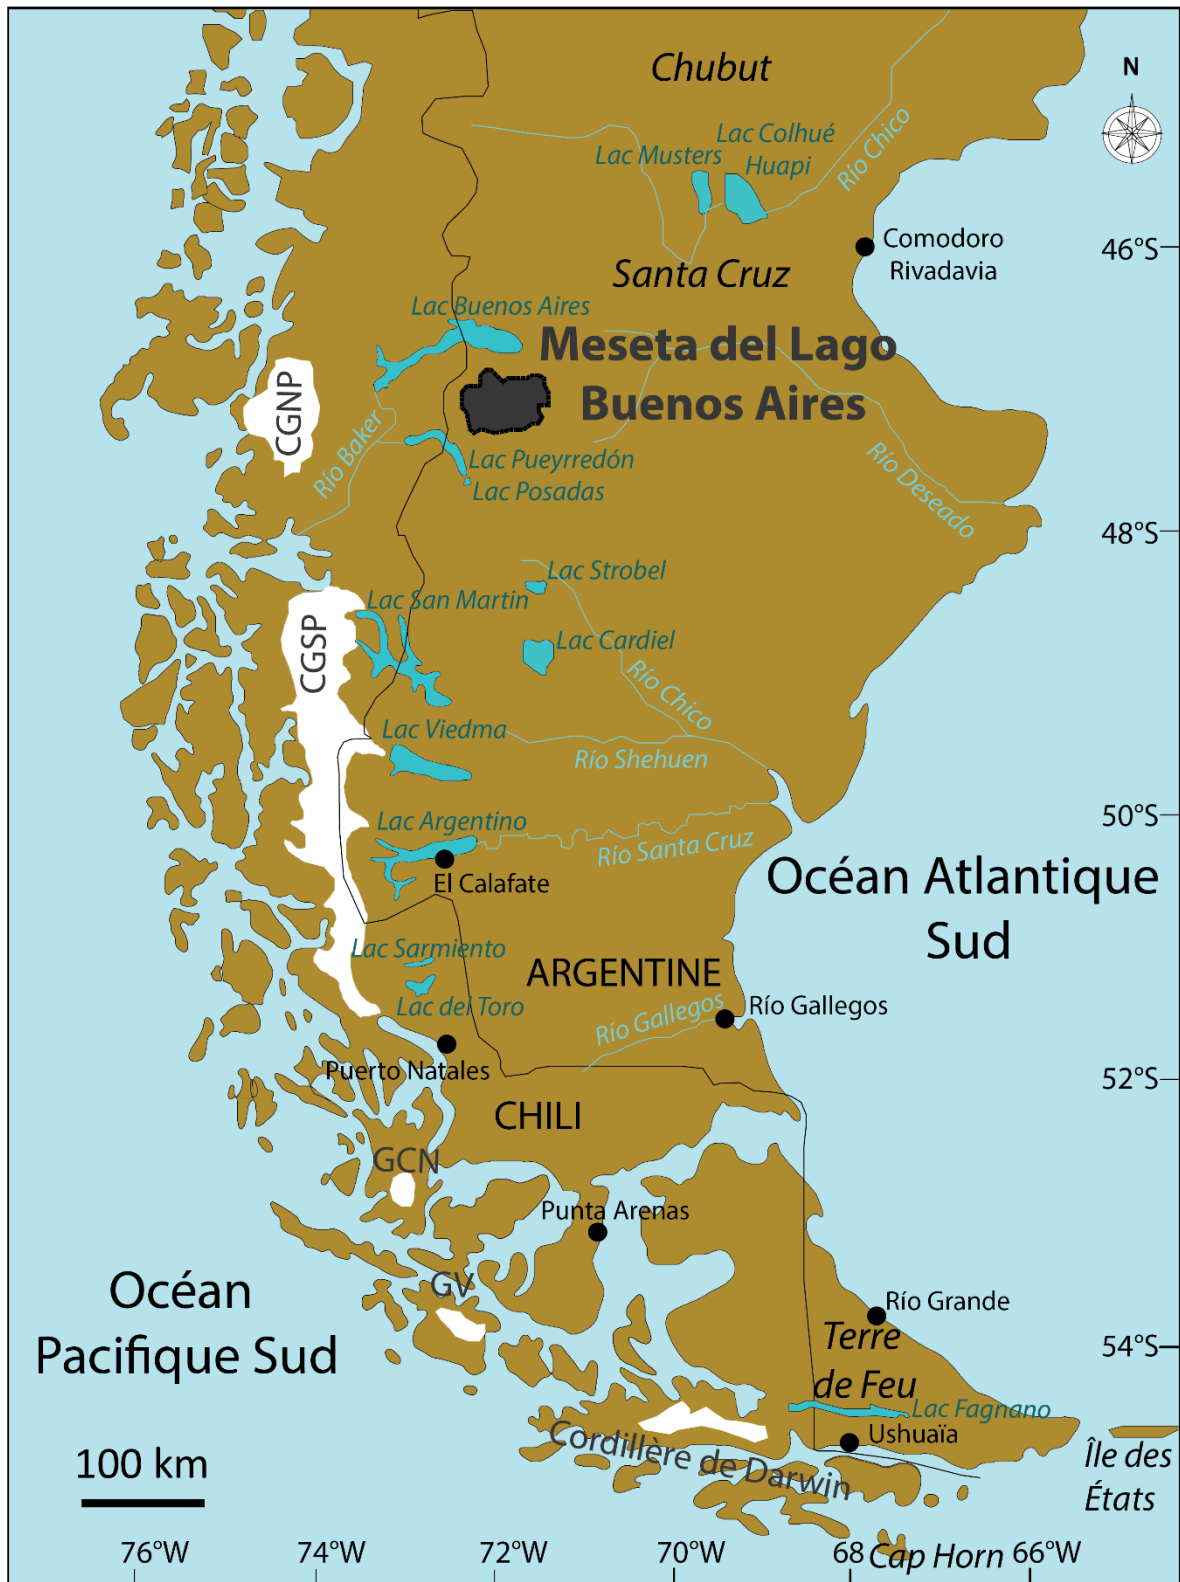 Chubut
N
Lac Colhué
Huapi
Lac Musters
Río Chico
Comodoro
Rivadavia
46°S
Santa Cruz
Lac Buenos Aires
Meseta del Lago
Buenos Aires
CGNP
Río Baker
Lac Pueyrredón
Lac Posadas
Río Deseado
48°S
Lac Strobel
Lac San Martin
CGSP
Lac Cardiel
Río Chico
Lac Viedma
Río Shehuen
50°S
Lac Argentino
Río Santa Cruz
El Calafate
Océan Atlantique
Sud
Lac Sarmiento
ARGENTINE
Lac del Toro
Río Gallegos
Río Gallegos
Puerto Natales
52°S
CHILI
GCN
Punta Arenas
GV
Océan
Pacifique Sud
Río Grande
Terre
de Feu
54°S
Lac Fagnano
Ushuaïa
Cordillère de Darwin
Île des
États
100 km
76°W
74°W
72°W
70°W
68
Cap Horn
66°W